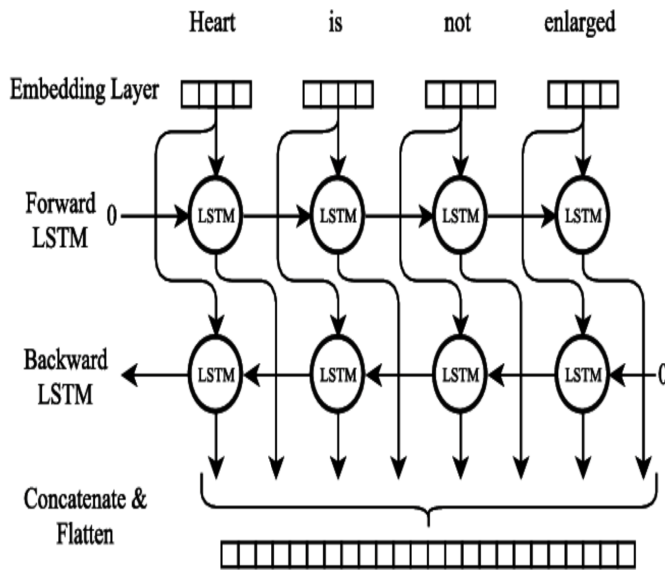 Heart is not enlarged
Embedding Layer
Forward
LSTM
0
LSTM LSTM LSTM LSTM
Backward
LSTM
LSTM LSTM LSTM LSTM
0
Concatenate &
Flatten